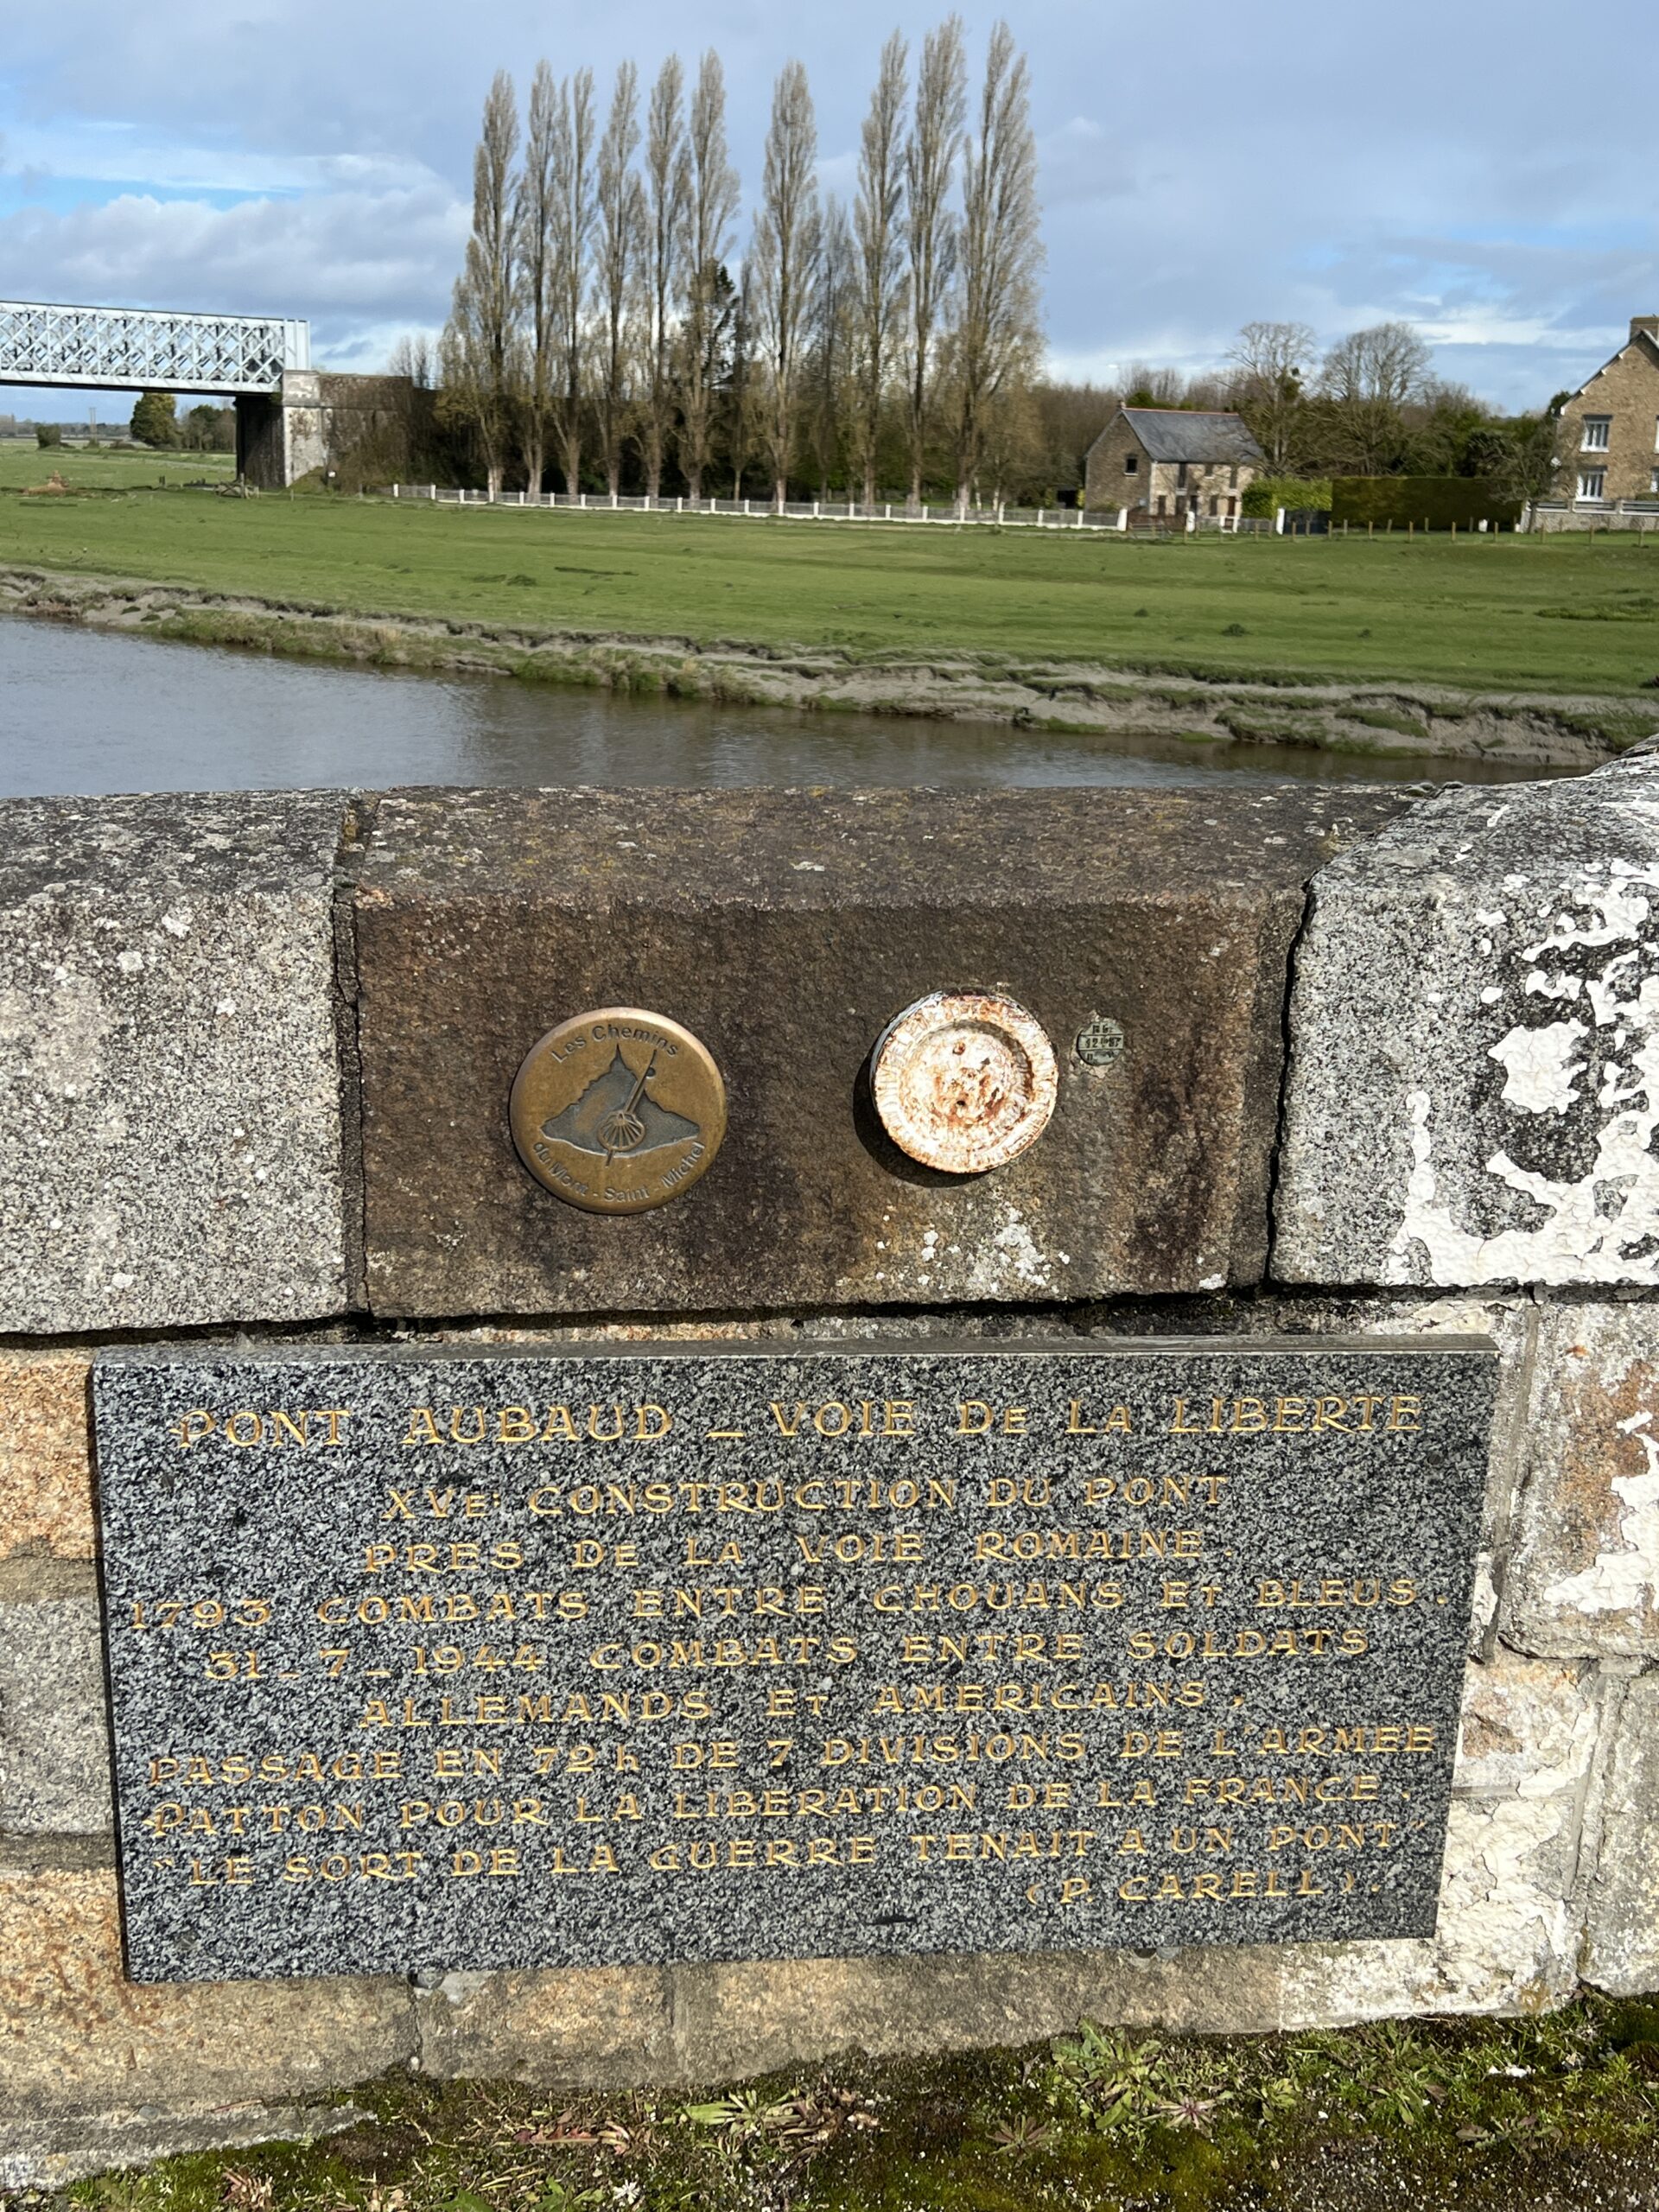 Les Chemins
du Mont - Saint - Michel
PONT AUBAUD _ VOIE DE LA LIBERTE
XVE: CONSTRUCTION DU PONT
PRES DE LA VOIE ROMAINE.
1793 COMBATS ENTRE CHOUANS ET BLEUS.
31_7_1944 COMBATS ENTRE SOLDATS
ALLEMANDS ET AMERICAINS,
PASSAGE EN 72h DE 7 DIVISIONS DE L'ARMEE
PATTON POUR LA LIBERATION DE LA FRANCE.
"LE SORT DE LA GUERRE TENAIT A UN PONT"
(P. CARELL).